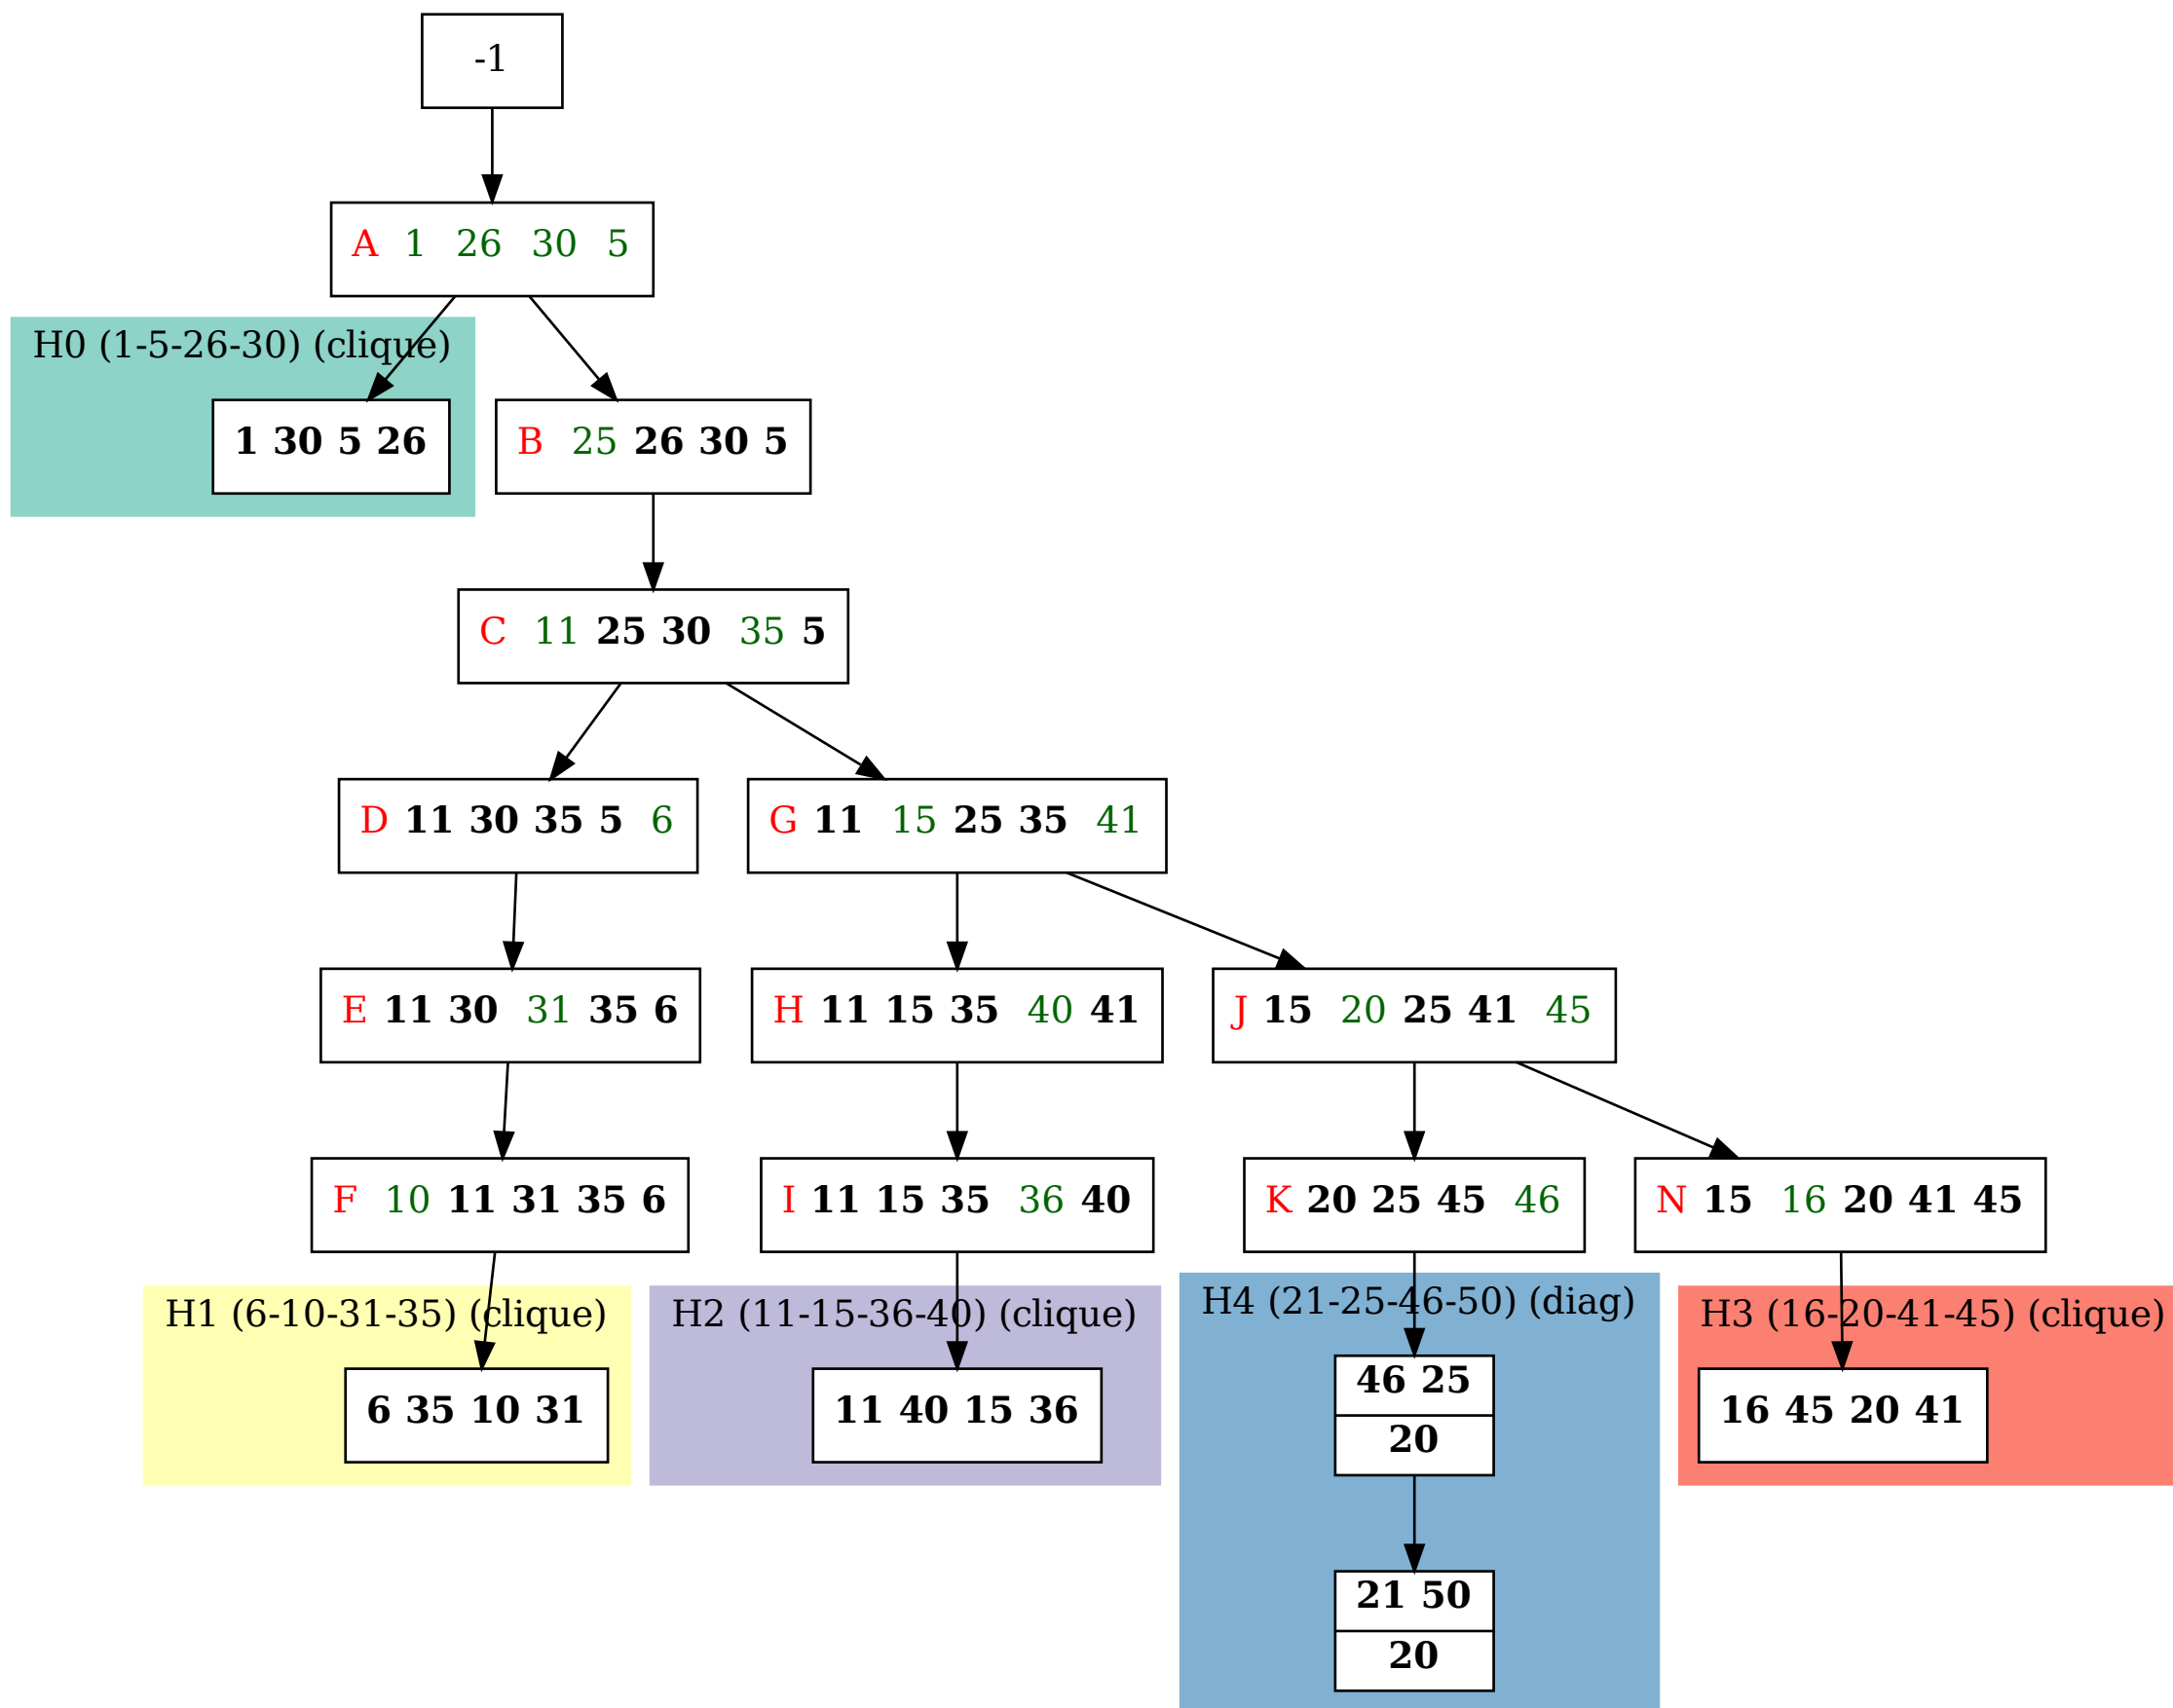 -1
A 1 26 30 5
H0 (1-5-26-30) (clique)
1 30 5 26
B 25 26 30 5
C 11 25 30 35 5
D 11 30 35 5 6
G 11 15 25 35 41
E 11 30 31 35 6
H 11 15 35 40 41
J 15 20 25 41 45
F 10 11 31 35 6
I 11 15 35 36 40
K 20 25 45 46
N 15 16 20 41 45
H1 (6-10-31-35) (clique)
H2 (11-15-36-40) (clique)
H4 (21-25-46-50) (diag)
H3 (16-20-41-45) (clique)
6 35 10 31
11 40 15 36
46 25
20
16 45 20 41
21 50
20